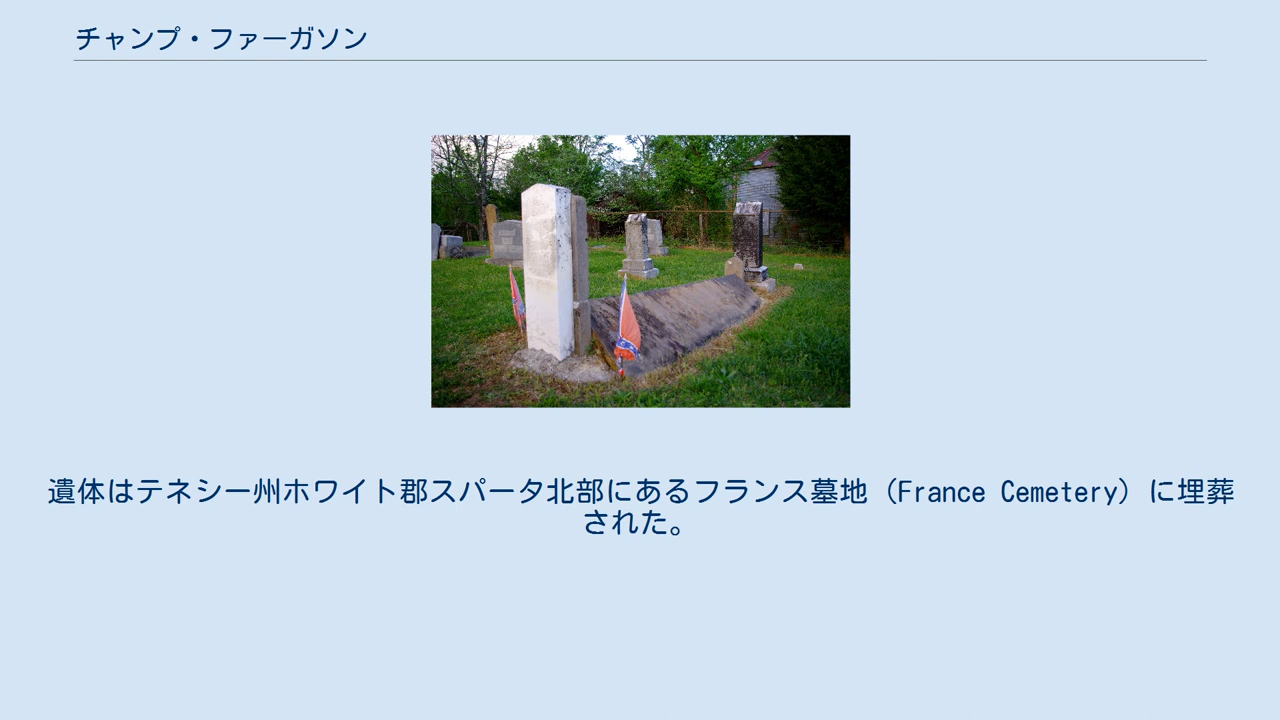 チャンプ・ファーガソン
遺体はテネシー州ホワイト郡スパータ北部にあるフランス墓地（France Cemetery）に埋葬
された。